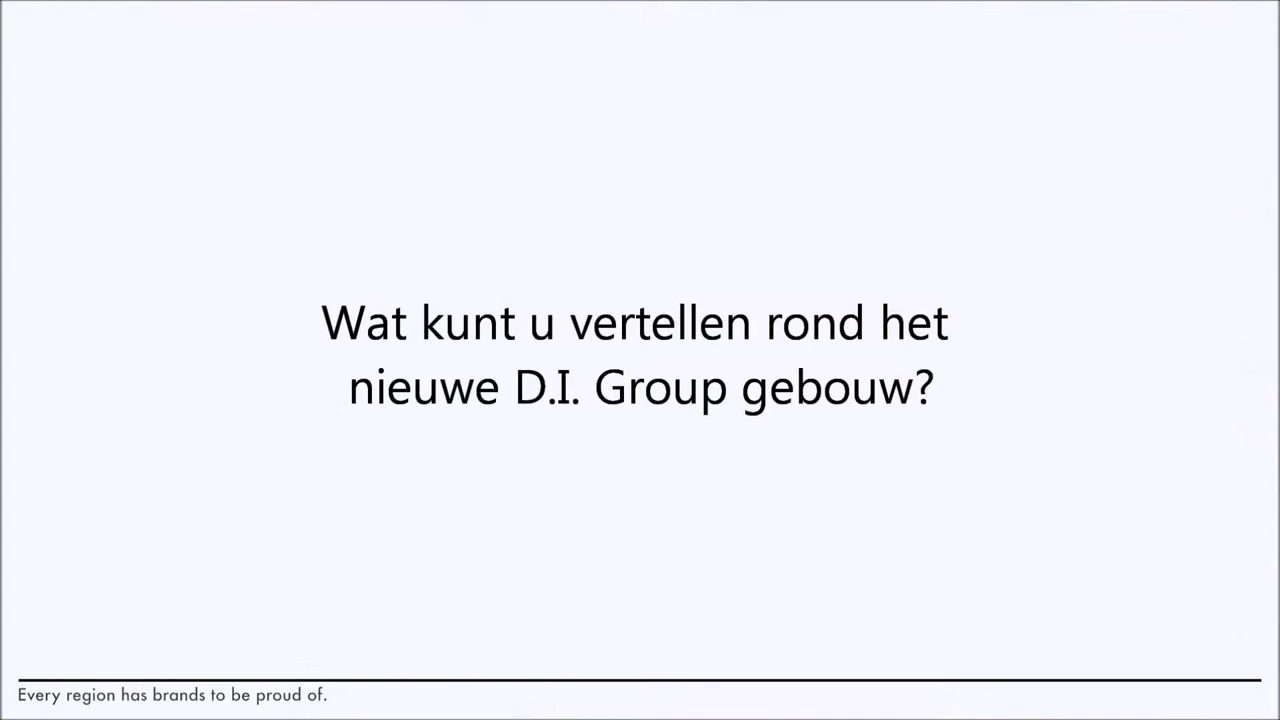 Wat kunt u vertellen rond het
nieuwe D.I. Group gebouw?
Every region has brands to be proud of.